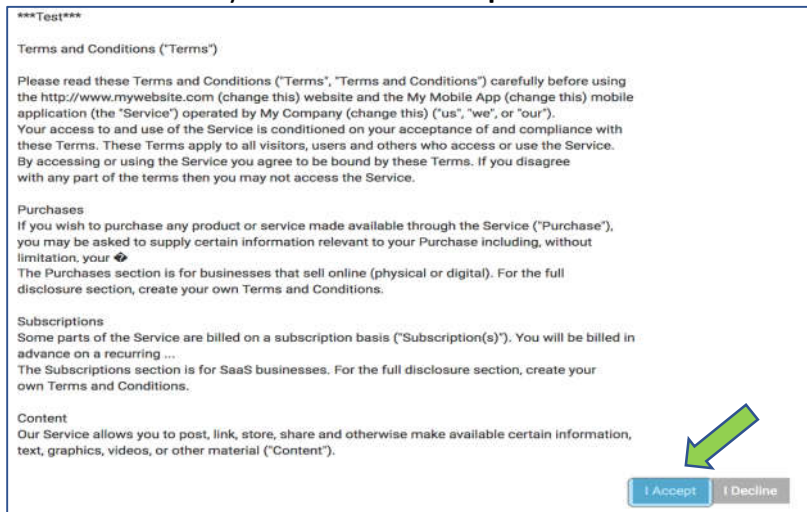 ***Test***
Terms and Conditions ("Terms")
Please read these Terms and Conditions ("Terms", "Terms and Conditions") carefully before using
the http://www.mywebsite.com (change this) website and the My Mobile App (change this) mobile
application (the "Service") operated by My Company (change this) ("us", "we", or "our").
Your access to and use of the Service is conditioned on your acceptance of and compliance with
these Terms. These Terms apply to all visitors, users and others who access or use the Service.
By accessing or using the Service you agree to be bound by these Terms. If you disagree
with any part of the terms then you may not access the Service.
Purchases
If you wish to purchase any product or service made available through the Service ("Purchase"),
you may be asked to supply certain information relevant to your Purchase including, without
limitation, your �
The Purchases section is for businesses that sell online (physical or digital). For the full
disclosure section, create your own Terms and Conditions.
Subscriptions
Some parts of the Service are billed on a subscription basis ("Subscription(s)"). You will be billed in
advance on a recurring ...
The Subscriptions section is for SaaS businesses. For the full disclosure section, create your
own Terms and Conditions.
Content
Our Service allows you to post, link, store, share and otherwise make available certain information,
text, graphics, videos, or other material ("Content").
I Accept I Decline